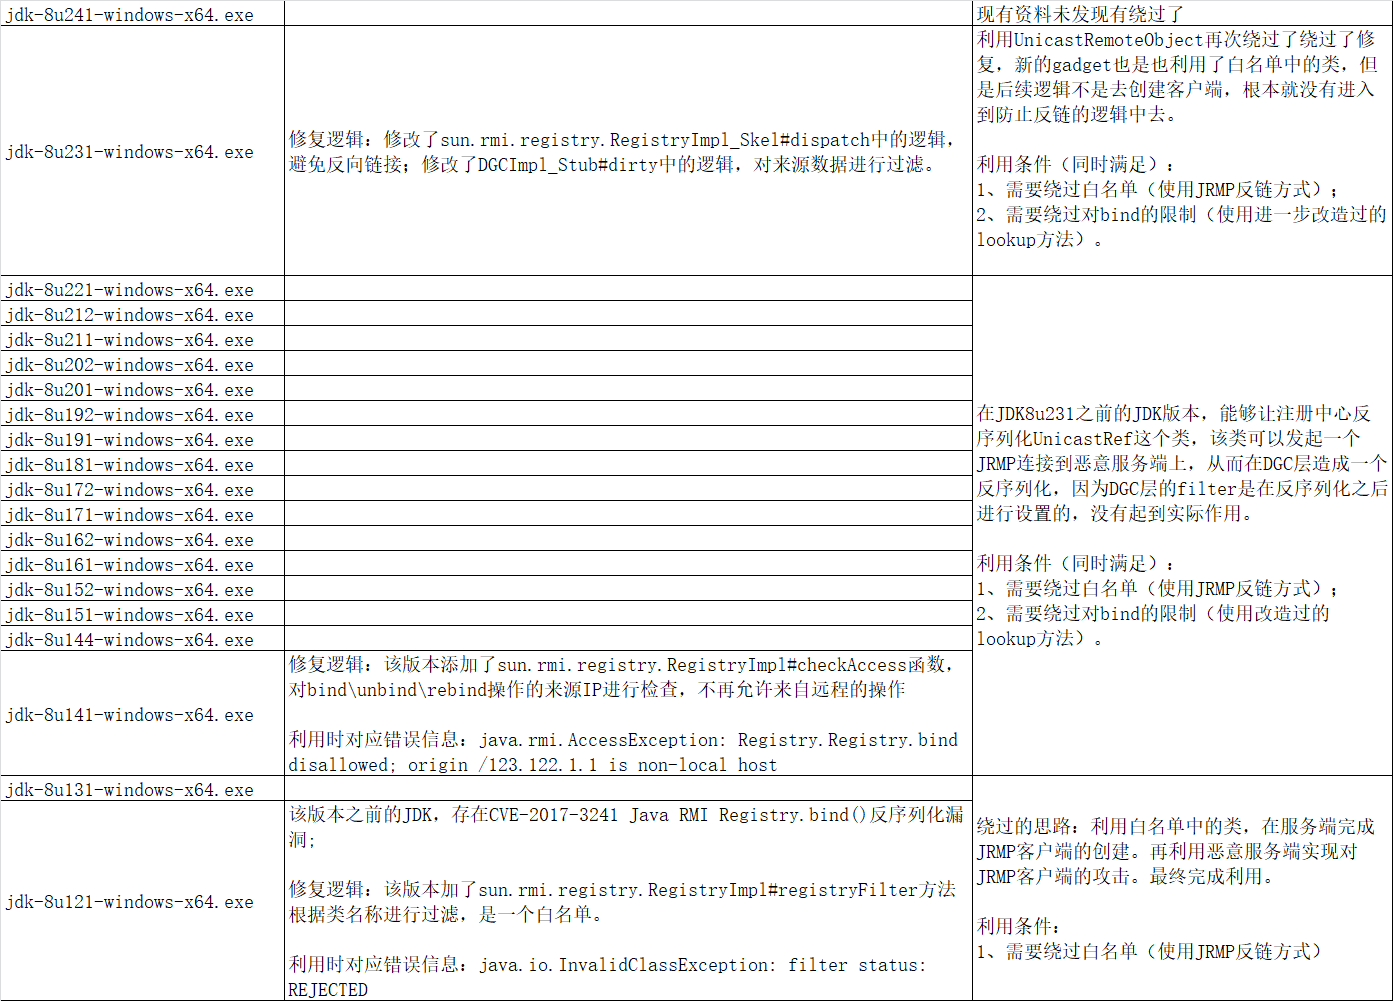 jdk-8u241-windows-x64.exe
现有资料未发现有绕过了
jdk-8u231-windows-x64.exe
修复逻辑：修改了sun.rmi.registry.RegistryImpl_Skel#dispatch中的逻辑，
避免反向链接；修改了DGCImpl_Stub#dirty中的逻辑，对来源数据进行过滤。
利用UnicastRemoteObject再次绕过了绕过了修
复，新的gadget也是也利用了白名单中的类，但
是后续逻辑不是去创建客户端，根本就没有进入
到防止反链的逻辑中去。
利用条件（同时满足）：
1、需要绕过白名单（使用JRMP反链方式）；
2、需要绕过对bind的限制（使用进一步改造过的
lookup方法）。
jdk-8u221-windows-x64.exe
jdk-8u212-windows-x64.exe
jdk-8u211-windows-x64.exe
jdk-8u202-windows-x64.exe
jdk-8u201-windows-x64.exe
jdk-8u192-windows-x64.exe
jdk-8u191-windows-x64.exe
jdk-8u181-windows-x64.exe
jdk-8u172-windows-x64.exe
jdk-8u171-windows-x64.exe
jdk-8u162-windows-x64.exe
jdk-8u161-windows-x64.exe
jdk-8u152-windows-x64.exe
jdk-8u151-windows-x64.exe
jdk-8u144-windows-x64.exe
jdk-8u141-windows-x64.exe
修复逻辑：该版本添加了sun.rmi.registry.RegistryImpl#checkAccess函数，
对bind\unbind\rebind操作的来源IP进行检查，不再允许来自远程的操作
利用时对应错误信息：java.rmi.AccessException: Registry.Registry.bind
disallowed; origin /123.122.1.1 is non-local host
在JDK8u231之前的JDK版本，能够让注册中心反
序列化UnicastRef这个类，该类可以发起一个
JRMP连接到恶意服务端上，从而在DGC层造成一个
反序列化，因为DGC层的filter是在反序列化之后
进行设置的，没有起到实际作用。
利用条件（同时满足）：
1、需要绕过白名单（使用JRMP反链方式）；
2、需要绕过对bind的限制（使用改造过的
lookup方法）。
jdk-8u131-windows-x64.exe
jdk-8u121-windows-x64.exe
该版本之前的JDK，存在CVE-2017-3241 Java RMI Registry.bind()反序列化漏
洞;
修复逻辑：该版本加了sun.rmi.registry.RegistryImpl#registryFilter方法
根据类名称进行过滤，是一个白名单。
利用时对应错误信息：java.io.InvalidClassException: filter status:
REJECTED
绕过的思路：利用白名单中的类，在服务端完成
JRMP客户端的创建。再利用恶意服务端实现对
JRMP客户端的攻击。最终完成利用。
利用条件：
1、需要绕过白名单（使用JRMP反链方式）